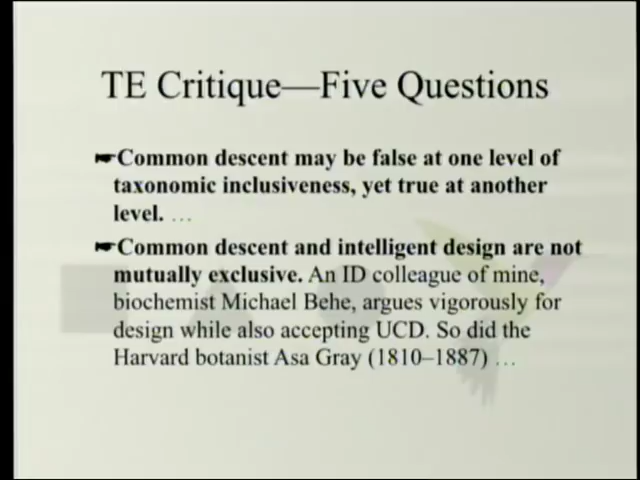 TE Critique—Five Questions
☛Common descent may be false at one level of
taxonomic inclusiveness, yet true at another
level. …
☛Common descent and intelligent design are not
mutually exclusive. An ID colleague of mine,
biochemist Michael Behe, argues vigorously for
design while also accepting UCD. So did the
Harvard botanist Asa Gray (1810–1887) …